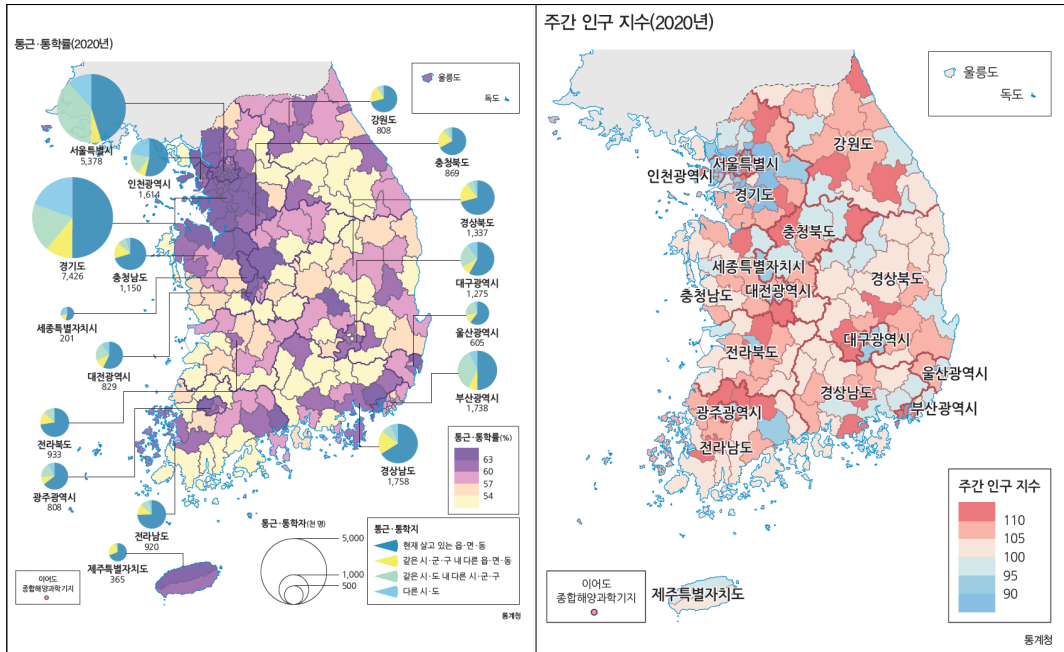 통근·통학률(2020년)
울릉도
독도
서울특별시
5,378
인천광역시
1,614
경기도
7,426
충청남도
1,150
세종특별자치시
201
대전광역시
829
전라북도
933
광주광역시
808
전라남도
920
제주특별자치도
365
강원도
808
충청북도
869
경상북도
1,337
대구광역시
1,275
울산광역시
605
부산광역시
1,738
경상남도
1,758
통근·통학률(%)
63
60
57
54
통근·통학자(천 명)
5,000
1,000
500
통근·통학지
현재 살고 있는 읍·면·동
같은 시·군·구 내 다른 읍·면·동
같은 시·도 내 다른 시·군·구
다른 시·도
이어도
종합해양과학기지
통계청
주간 인구 지수(2020년)
울릉도
독도
서울특별시
인천광역시
경기도
강원도
충청북도
세종특별자치시
대전광역시
충청남도
경상북도
대구광역시
전라북도
울산광역시
경상남도
부산광역시
광주광역시
전라남도
제주특별자치도
이어도
종합해양과학기지
주간 인구 지수
110
105
100
95
90
통계청